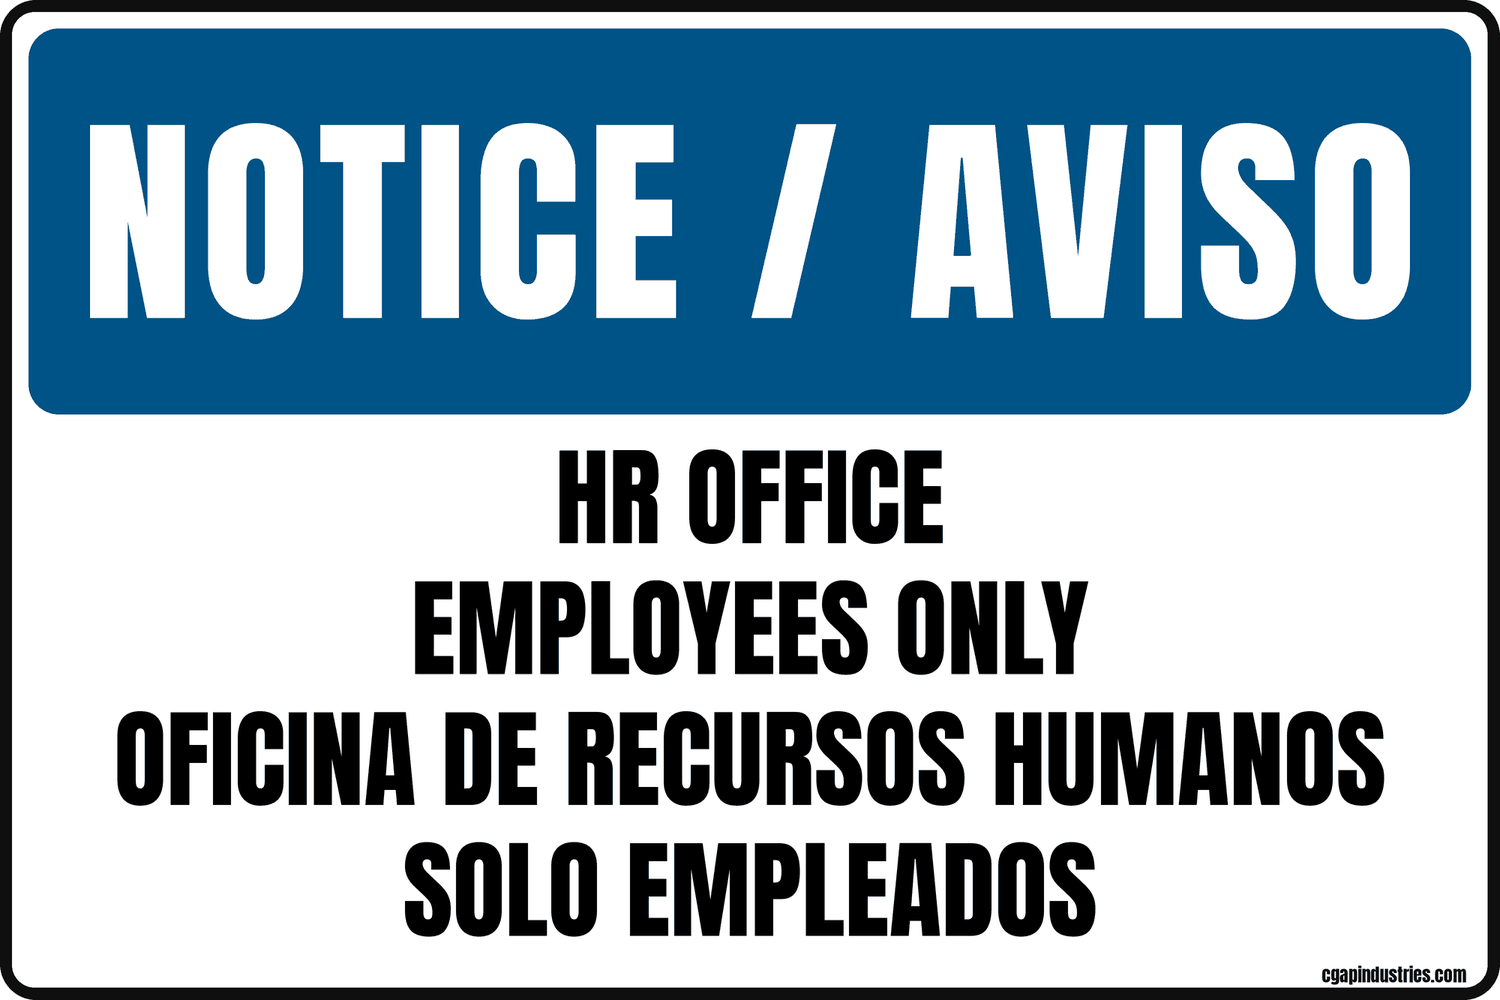 NOTICE / AVISO
HR OFFICE
EMPLOYEES ONLY
OFICINA DE RECURSOS HUMANOS
SOLO EMPLEADOS
cgapindustries.com